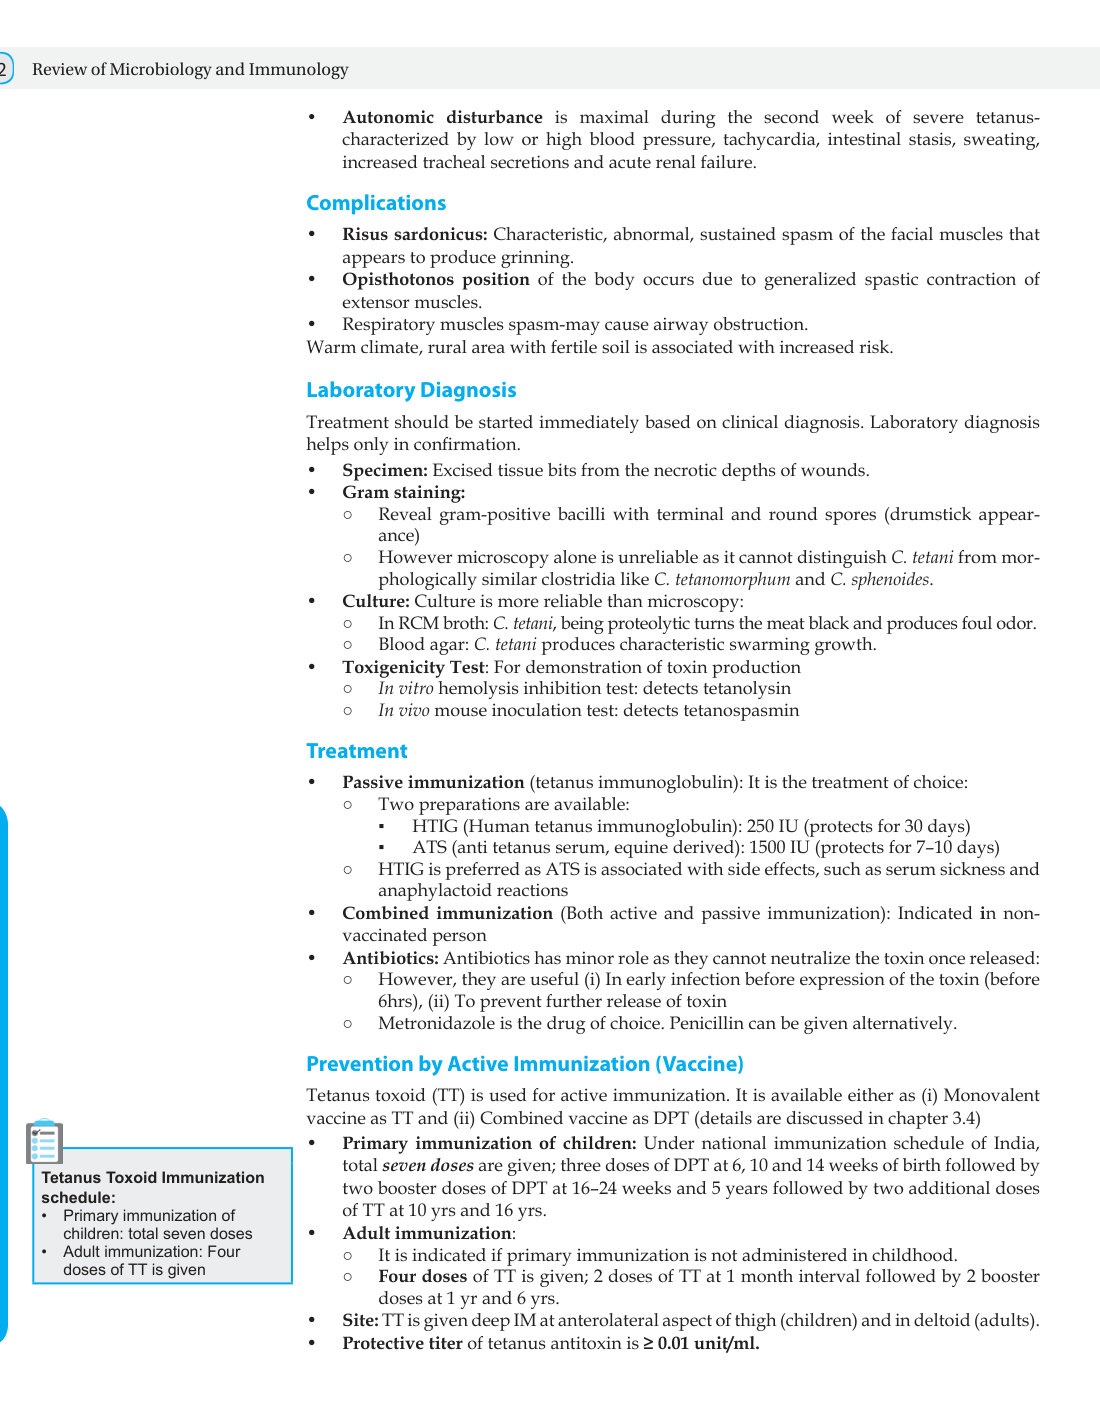 2 Review of Microbiology and Immunology
• Autonomic disturbance is maximal during the second week of severe tetanus-
characterized by low or high blood pressure, tachycardia, intestinal stasis, sweating,
increased tracheal secretions and acute renal failure.
Complications
• Risus sardonicus: Characteristic, abnormal, sustained spasm of the facial muscles that
appears to produce grinning.
• Opisthotonos position of the body occurs due to generalized spastic contraction of
extensor muscles.
• Respiratory muscles spasm-may cause airway obstruction.
Warm climate, rural area with fertile soil is associated with increased risk.
Laboratory Diagnosis
Treatment should be started immediately based on clinical diagnosis. Laboratory diagnosis
helps only in confirmation.
• Specimen: Excised tissue bits from the necrotic depths of wounds.
• Gram staining:
○ Reveal gram-positive bacilli with terminal and round spores (drumstick appear-
ance)
○ However microscopy alone is unreliable as it cannot distinguish C. tetani from mor-
phologically similar clostridia like C. tetanomorphum and C. sphenoides.
• Culture: Culture is more reliable than microscopy:
○ In RCM broth: C. tetani, being proteolytic turns the meat black and produces foul odor.
○ Blood agar: C. tetani produces characteristic swarming growth.
• Toxigenicity Test: For demonstration of toxin production
○ In vitro hemolysis inhibition test: detects tetanolysin
○ In vivo mouse inoculation test: detects tetanospasmin
Treatment
• Passive immunization (tetanus immunoglobulin): It is the treatment of choice:
○ Two preparations are available:
▪ HTIG (Human tetanus immunoglobulin): 250 IU (protects for 30 days)
▪ ATS (anti tetanus serum, equine derived): 1500 IU (protects for 7–10 days)
○ HTIG is preferred as ATS is associated with side effects, such as serum sickness and
anaphylactoid reactions
• Combined immunization (Both active and passive immunization): Indicated in non-
vaccinated person
• Antibiotics: Antibiotics has minor role as they cannot neutralize the toxin once released:
○ However, they are useful (i) In early infection before expression of the toxin (before
6hrs), (ii) To prevent further release of toxin
○ Metronidazole is the drug of choice. Penicillin can be given alternatively.
Prevention by Active Immunization (Vaccine)
Tetanus toxoid (TT) is used for active immunization. It is available either as (i) Monovalent
vaccine as TT and (ii) Combined vaccine as DPT (details are discussed in chapter 3.4)
• Primary immunization of children: Under national immunization schedule of India,
total seven doses are given; three doses of DPT at 6, 10 and 14 weeks of birth followed by
two booster doses of DPT at 16–24 weeks and 5 years followed by two additional doses
of TT at 10 yrs and 16 yrs.
• Adult immunization:
○ It is indicated if primary immunization is not administered in childhood.
○ Four doses of TT is given; 2 doses of TT at 1 month interval followed by 2 booster
doses at 1 yr and 6 yrs.
• Site: TT is given deep IM at anterolateral aspect of thigh (children) and in deltoid (adults).
• Protective titer of tetanus antitoxin is ≥ 0.01 unit/ml.
Tetanus Toxoid Immunization
schedule:
• Primary immunization of
children: total seven doses
• Adult immunization: Four
doses of TT is given